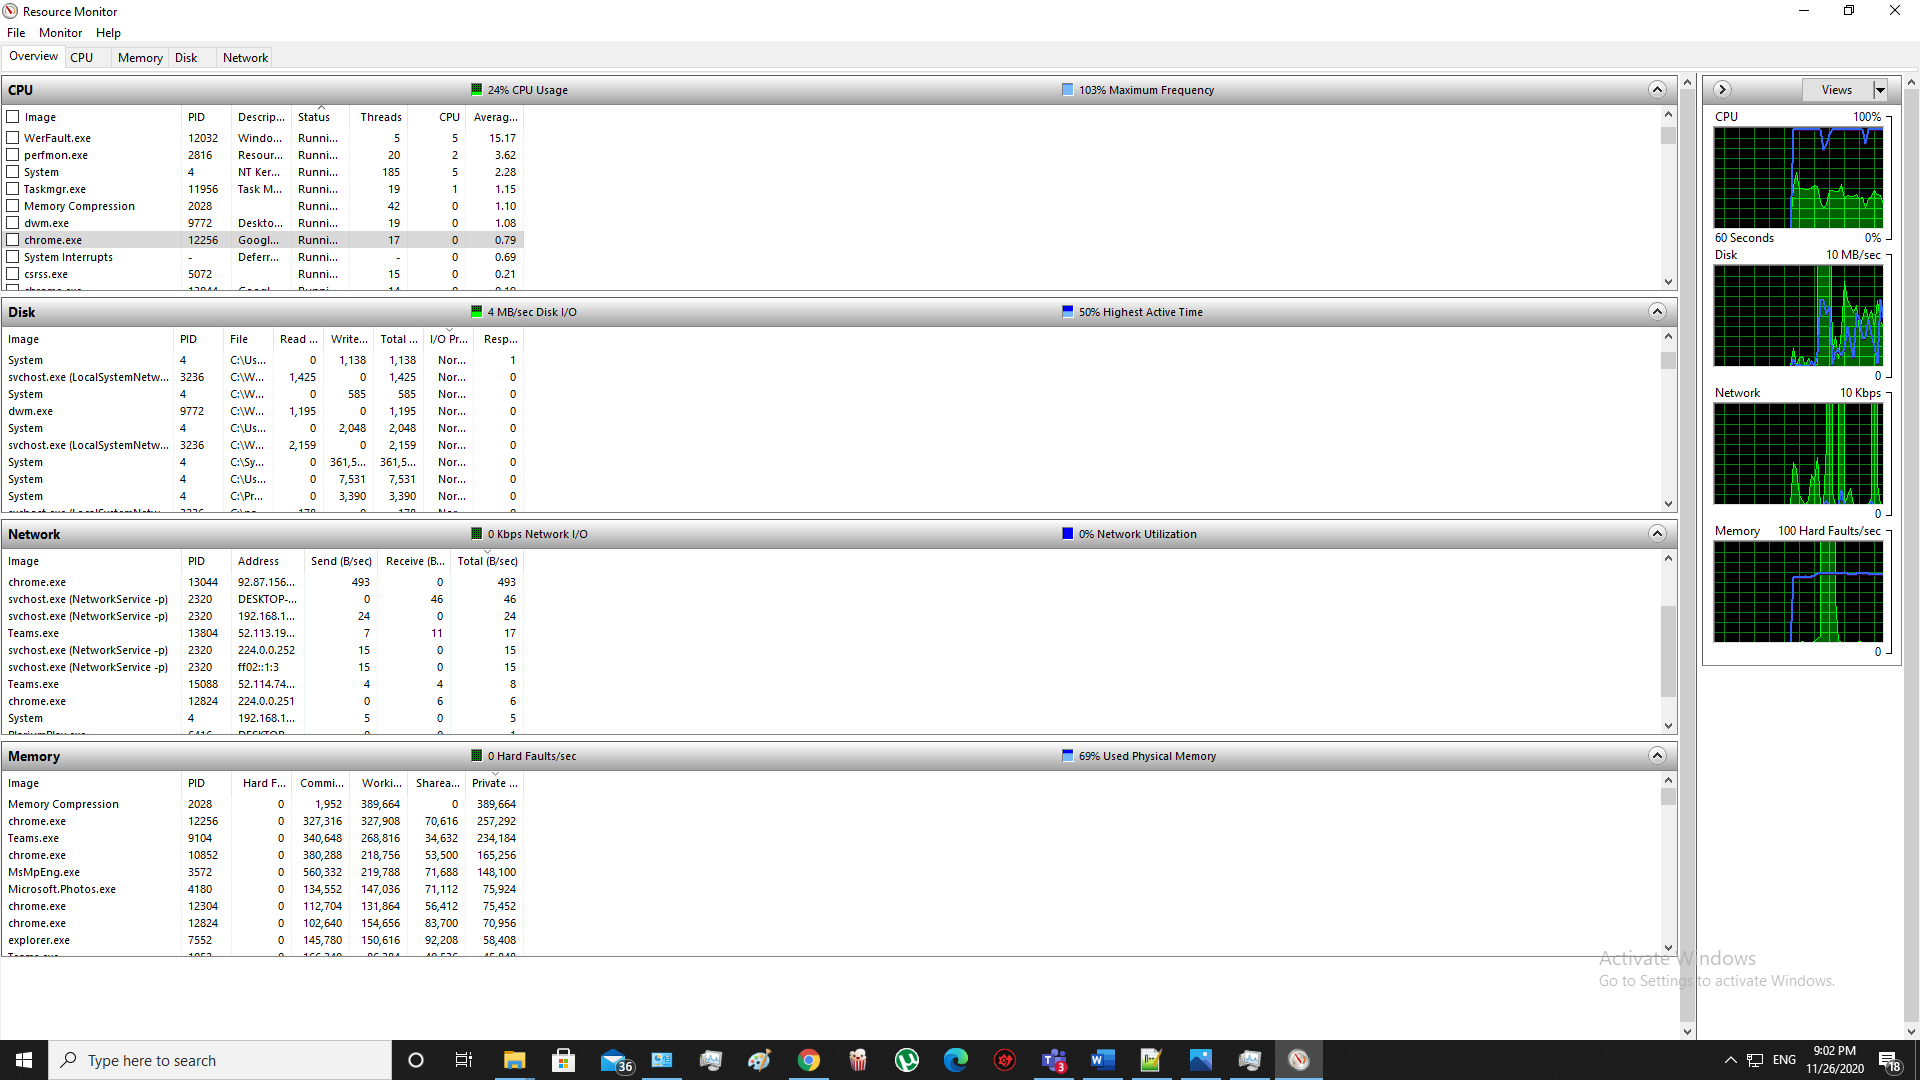 Resource Monitor
File Monitor Help
Overview CPU Memory Disk Network
CPU 24% CPU Usage 103% Maximum Frequency
Image PID Descrip... Status Threads CPU Averag...
WerFault.exe 12032 Windo... Runni... 5 5 15.17
perfmon.exe 2816 Resour... Runni... 20 2 3.62
System 4 NT Ker... Runni... 185 5 2.28
Taskmgr.exe 11956 Task M... Runni... 19 1 1.15
Memory Compression 2028 Runni... 42 0 1.10
dwm.exe 9772 Deskto... Runni... 19 0 1.08
chrome.exe 12256 Googl... Runni... 17 0 0.79
System Interrupts - Deferr... Runni... - 0 0.69
csrss.exe 5072 Runni... 15 0 0.21
Disk 4 MB/sec Disk I/O 50% Highest Active Time
Image PID File Read ... Write... Total ... I/O Pr... Resp...
System 4 C:\Us... 0 1,138 1,138 Nor... 1
svchost.exe (LocalSystemNetw... 3236 C:\W... 1,425 0 1,425 Nor... 0
System 4 C:\W... 0 585 585 Nor... 0
dwm.exe 9772 C:\W... 1,195 0 1,195 Nor... 0
System 4 C:\Us... 0 2,048 2,048 Nor... 0
svchost.exe (LocalSystemNetw... 3236 C:\W... 2,159 0 2,159 Nor... 0
System 4 C:\Sy... 0 361,5... 361,5... Nor... 0
System 4 C:\Us... 0 7,531 7,531 Nor... 0
System 4 C:\Pr... 0 3,390 3,390 Nor... 0
Network 0 Kbps Network I/O 0% Network Utilization
Image PID Address Send (B/sec) Receive (B... Total (B/sec)
chrome.exe 13044 92.87.156... 493 0 493
svchost.exe (NetworkService -p) 2320 DESKTOP-... 0 46 46
svchost.exe (NetworkService -p) 2320 192.168.1... 24 0 24
Teams.exe 13804 52.113.19... 7 11 17
svchost.exe (NetworkService -p) 2320 224.0.0.252 15 0 15
svchost.exe (NetworkService -p) 2320 ff02::1:3 15 0 15
Teams.exe 15088 52.114.74... 4 4 8
chrome.exe 12824 224.0.0.251 0 6 6
System 4 192.168.1... 5 0 5
Memory 0 Hard Faults/sec 69% Used Physical Memory
Image PID Hard F... Commi... Worki... Sharea... Private ...
Memory Compression 2028 0 1,952 389,664 0 389,664
chrome.exe 12256 0 327,316 327,908 70,616 257,292
Teams.exe 9104 0 340,648 268,816 34,632 234,184
chrome.exe 10852 0 380,288 218,756 53,500 165,256
MsMpEng.exe 3572 0 560,332 219,788 71,688 148,100
Microsoft.Photos.exe 4180 0 134,552 147,036 71,112 75,924
chrome.exe 12304 0 112,704 131,864 56,412 75,452
chrome.exe 12824 0 102,640 154,656 83,700 70,956
explorer.exe 7552 0 145,780 150,616 92,208 58,408
Views
CPU 100%
60 Seconds 0%
Disk 10 MB/sec
0
Network 10 Kbps
0
Memory 100 Hard Faults/sec
0
Activate Windows
Go to Settings to activate Windows.
Type here to search
36
3
W
ENG
9:02 PM
11/26/2020
18